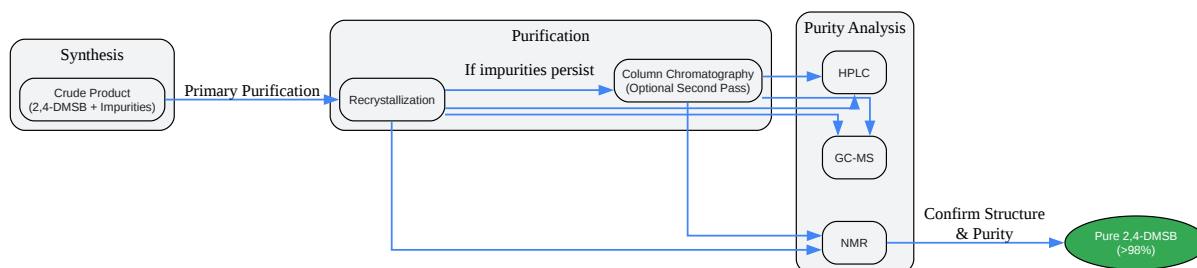 Synthesis
Crude Product
(2,4-DMSB + Impurities)
Primary Purification
Purification
Recrystallization
If impurities persist
Column Chromatography
(Optional Second Pass)
Purity Analysis
HPLC
GC-MS
NMR
Confirm Structure
& Purity
Pure 2,4-DMSB
(>98%)